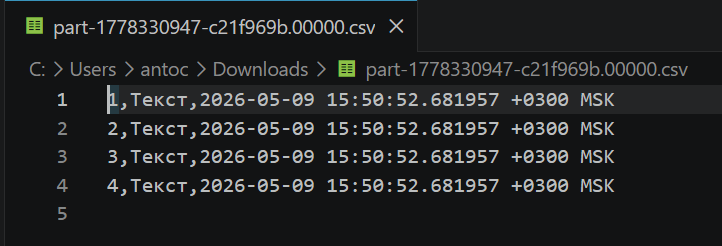 part-1778330947-c21f969b.00000.csv
C: > Users > antoc > Downloads > part-1778330947-c21f969b.00000.csv
1 1,Текст,2026-05-09 15:50:52.681957 +0300 MSK
2 2,Текст,2026-05-09 15:50:52.681957 +0300 MSK
3 3,Текст,2026-05-09 15:50:52.681957 +0300 MSK
4 4,Текст,2026-05-09 15:50:52.681957 +0300 MSK
5